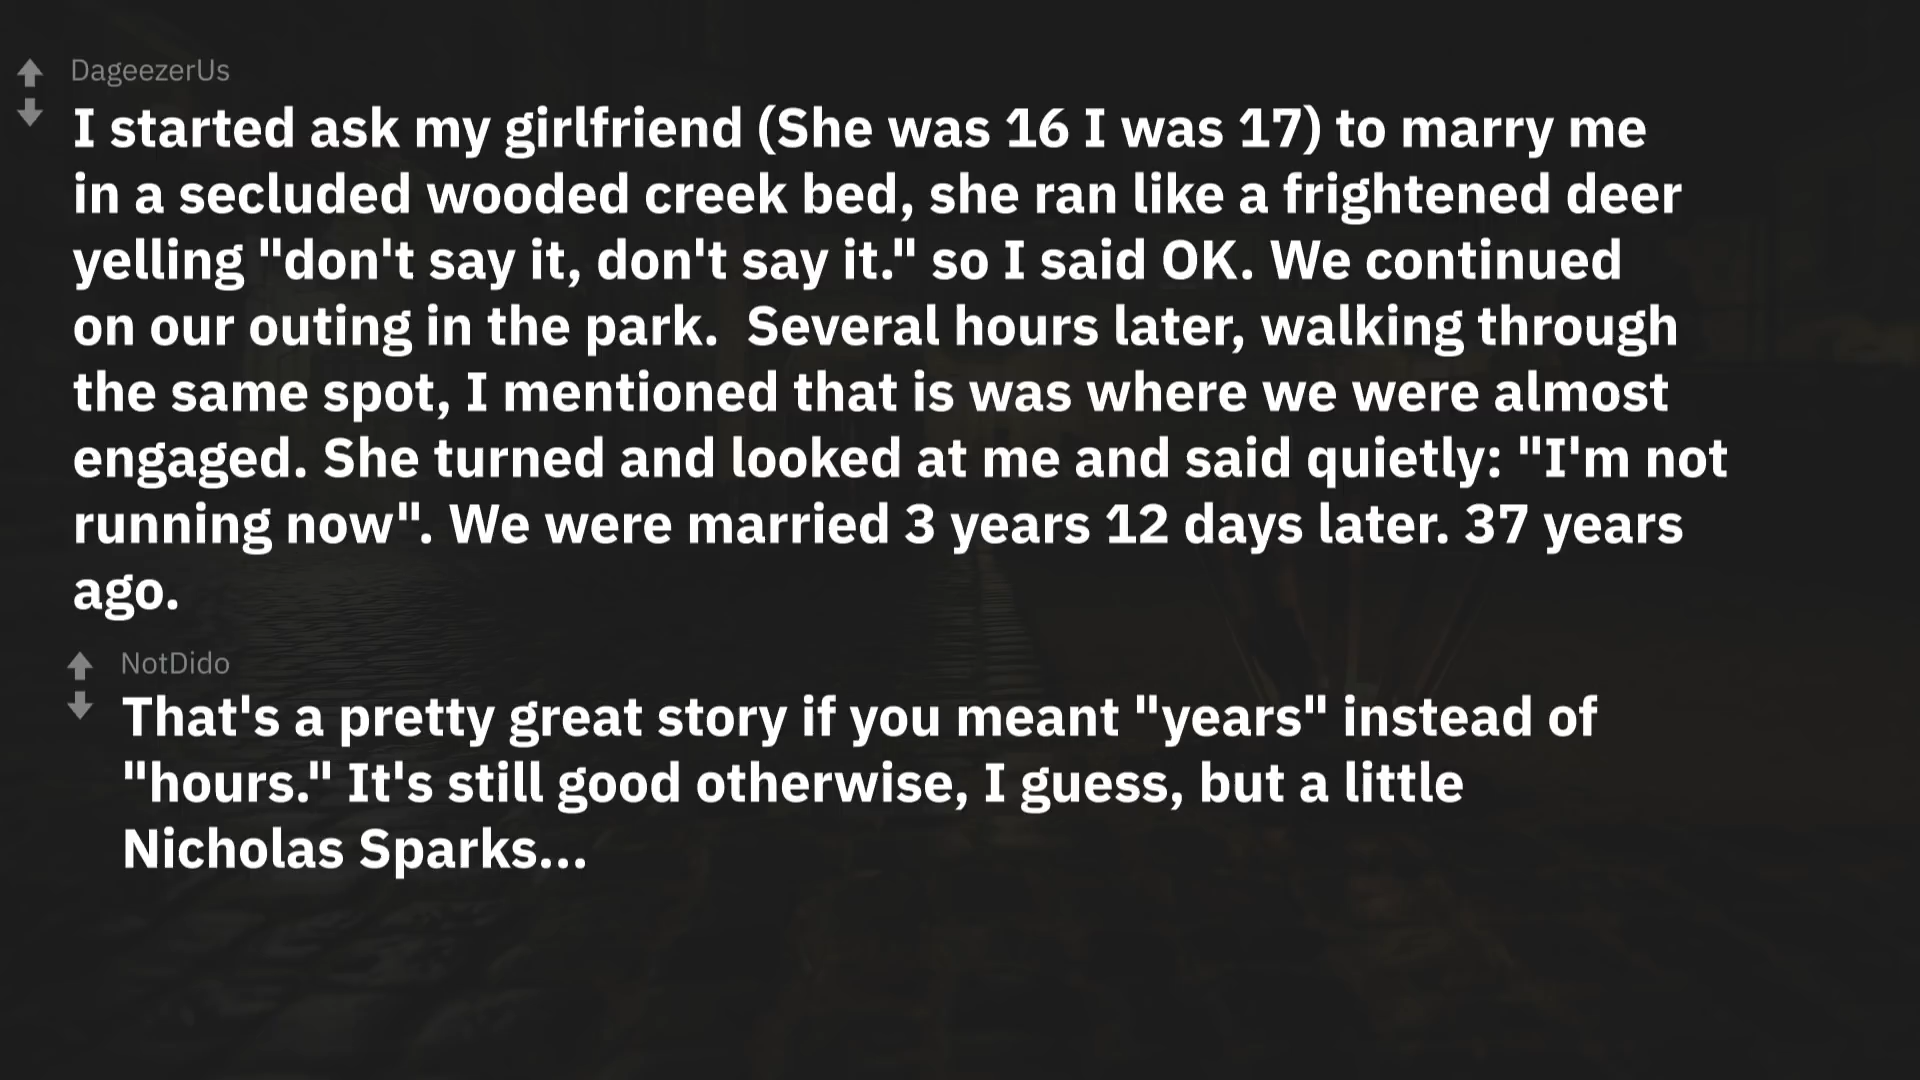 DageezerUs
I started ask my girlfriend (She was 16 I was 17) to marry me
in a secluded wooded creek bed, she ran like a frightened deer
yelling "don't say it, don't say it." so I said OK. We continued
on our outing in the park.  Several hours later, walking through
the same spot, I mentioned that is was where we were almost
engaged. She turned and looked at me and said quietly: "I'm not
running now". We were married 3 years 12 days later. 37 years
ago.
NotDido
That's a pretty great story if you meant "years" instead of
"hours." It's still good otherwise, I guess, but a little
Nicholas Sparks...